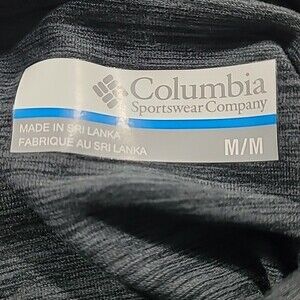 Columbia
Sportswear Company
MADE IN SRI LANKA
FABRIQUE AU SRI LANKA
M/M